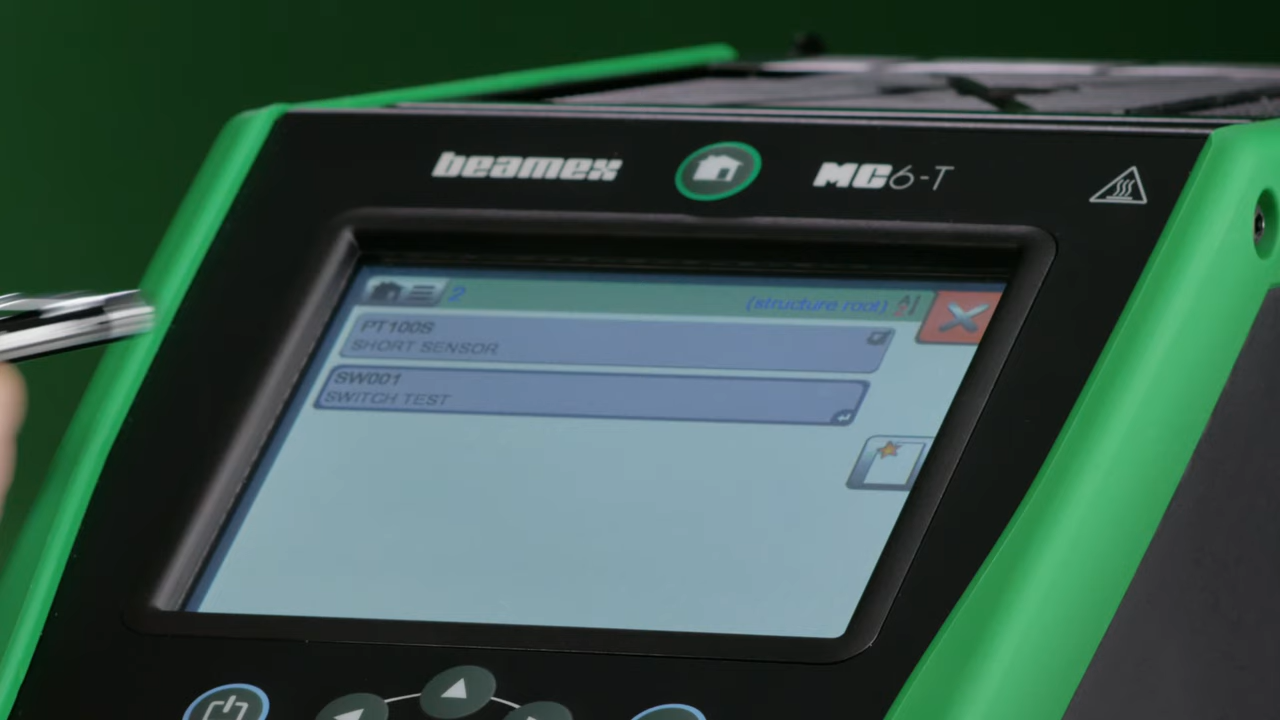 beamex MC6-T
2 (structure root)
PT100S
SHORT SENSOR
SW001
SWITCH TEST